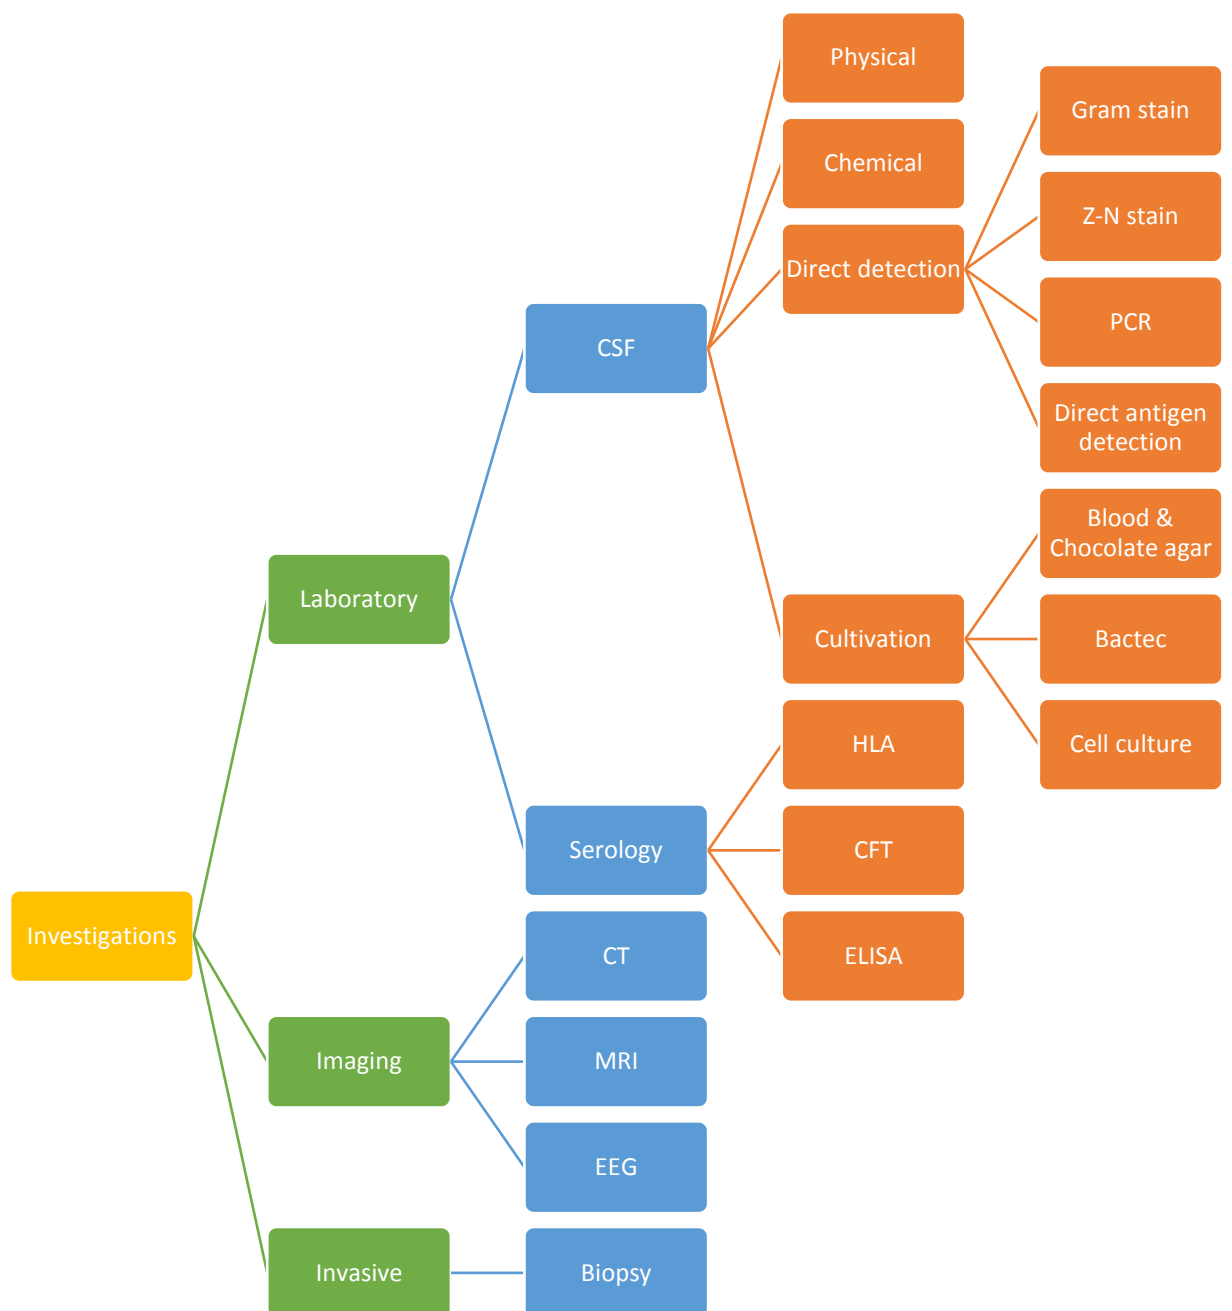 Physical
Gram stain
Chemical
Z-N stain
Direct detection
PCR
CSF
Direct antigen
detection
Blood &
Chocolate agar
Laboratory
Cultivation
Bactec
HLA
Cell culture
Serology
CFT
Investigations
CT
ELISA
Imaging
MRI
EEG
Invasive
Biopsy